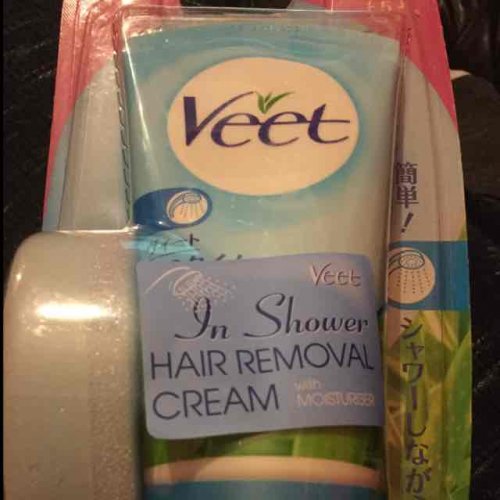 Veet
簡単!
シャワーしなが
Veet
In Shower
HAIR REMOVAL
CREAM with
MOISTURISER